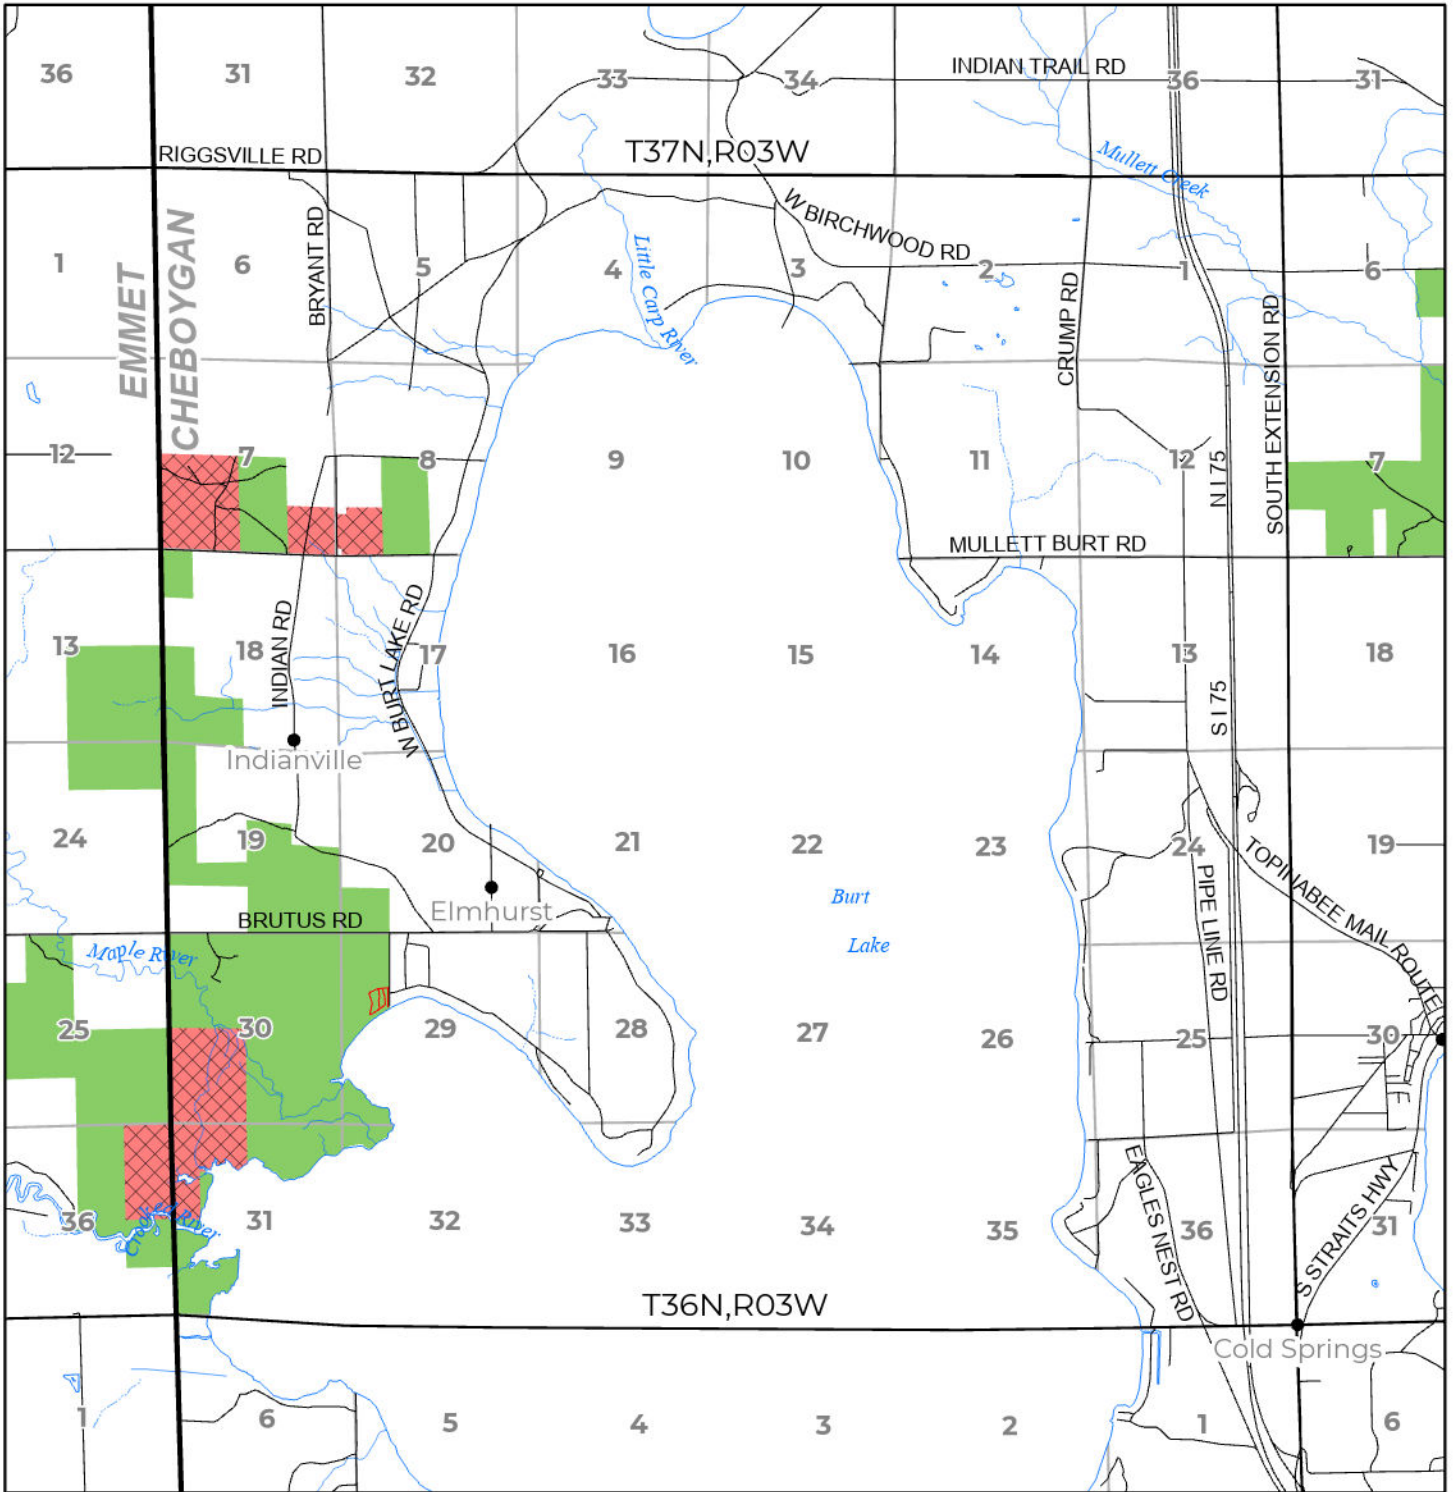 36
31
32
33
34
INDIAN TRAIL RD
36
31
RIGGSVILLE RD
T37N,R03W
Mullett Creek
EMMET
CHEBOYGAN
1
6
BRYANT RD
5
4
Little Carp River
3
W BIRCHWOOD RD
2
CRUMP RD
1
SOUTH EXTENSION RD
6
12
7
8
9
10
11
12
N I 75
7
MULLETT BURT RD
13
18
INDIAN RD
W BURT LAKE RD
17
16
15
14
13
S I 75
18
Indianville
24
19
20
21
22
23
24
19
TOPINABEE MAIL ROUTE
PIPE LINE RD
Burt
Lake
Elmhurst
BRUTUS RD
Maple River
25
30
29
28
27
26
25
30
36
Crooked River
31
32
33
34
35
EAGLES NEST RD
36
S STRAITS HWY
31
T36N,R03W
Cold Springs
1
6
5
4
3
2
1
6